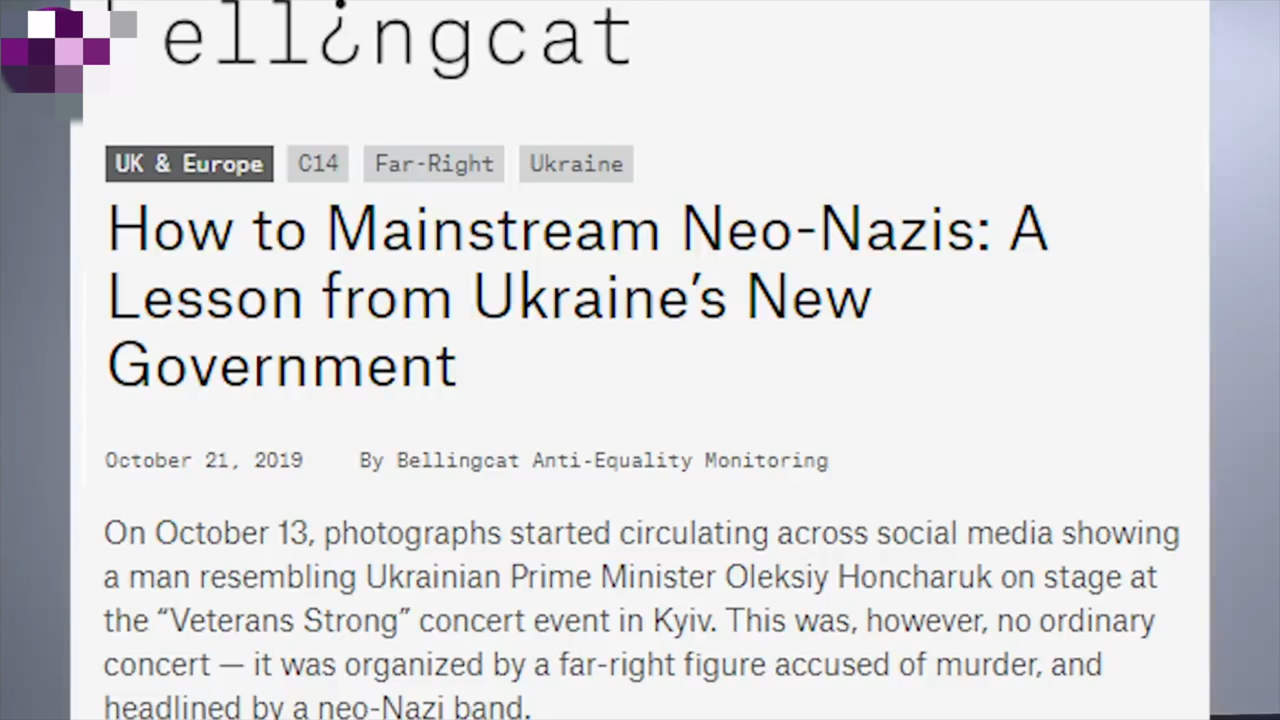 ellingcat
UK & Europe C14 Far-Right Ukraine
How to Mainstream Neo-Nazis: A
Lesson from Ukraine’s New
Government
October 21, 2019 By Bellingcat Anti-Equality Monitoring
On October 13, photographs started circulating across social media showing
a man resembling Ukrainian Prime Minister Oleksiy Honcharuk on stage at
the “Veterans Strong” concert event in Kyiv. This was, however, no ordinary
concert — it was organized by a far-right figure accused of murder, and
headlined by a neo-Nazi band.